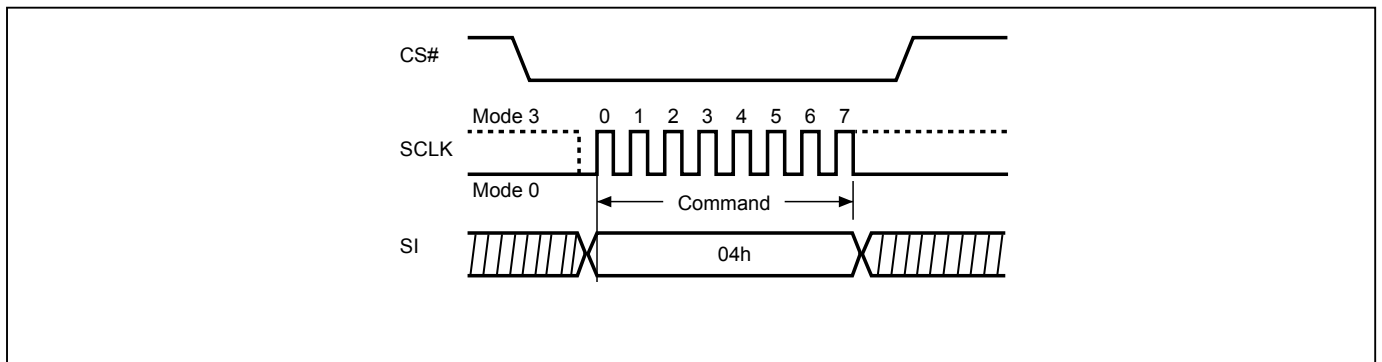 CS#
Mode 3 0 1 2 3 4 5 6 7
SCLK
Mode 0
Command
SI
04h